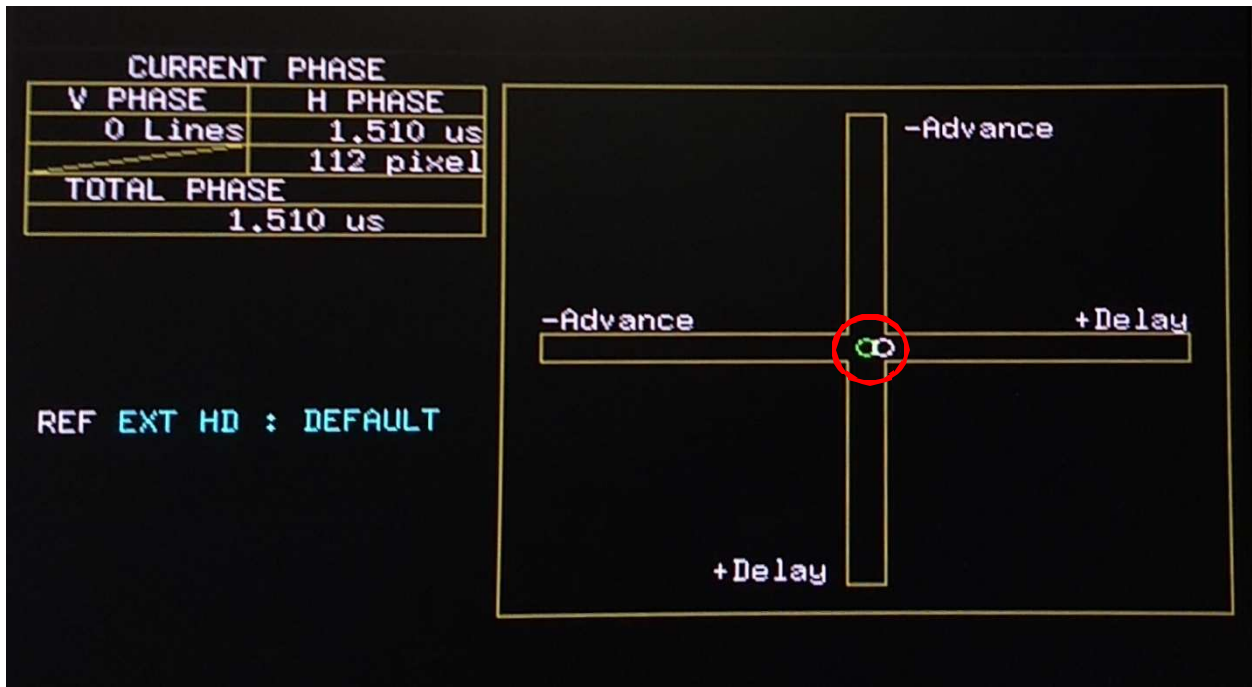 CURRENT PHASE
V PHASE H PHASE
0 Lines 1.510 us
112 pixel
TOTAL PHASE
1.510 us
-Advance
-Advance +Delay
REF EXT HD : DEFAULT
+Delay